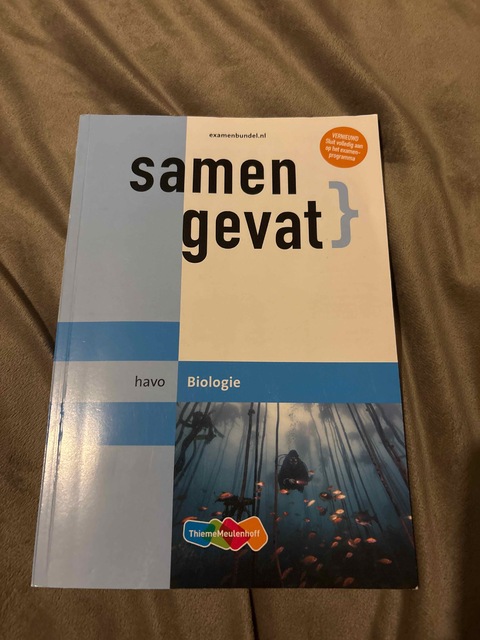 examenbundel.nl
VERNIEUWD
Sluit volledig aan
op het examen-
programma
samen
gevat}
havo
Biologie
ThiemeMeulenhoff